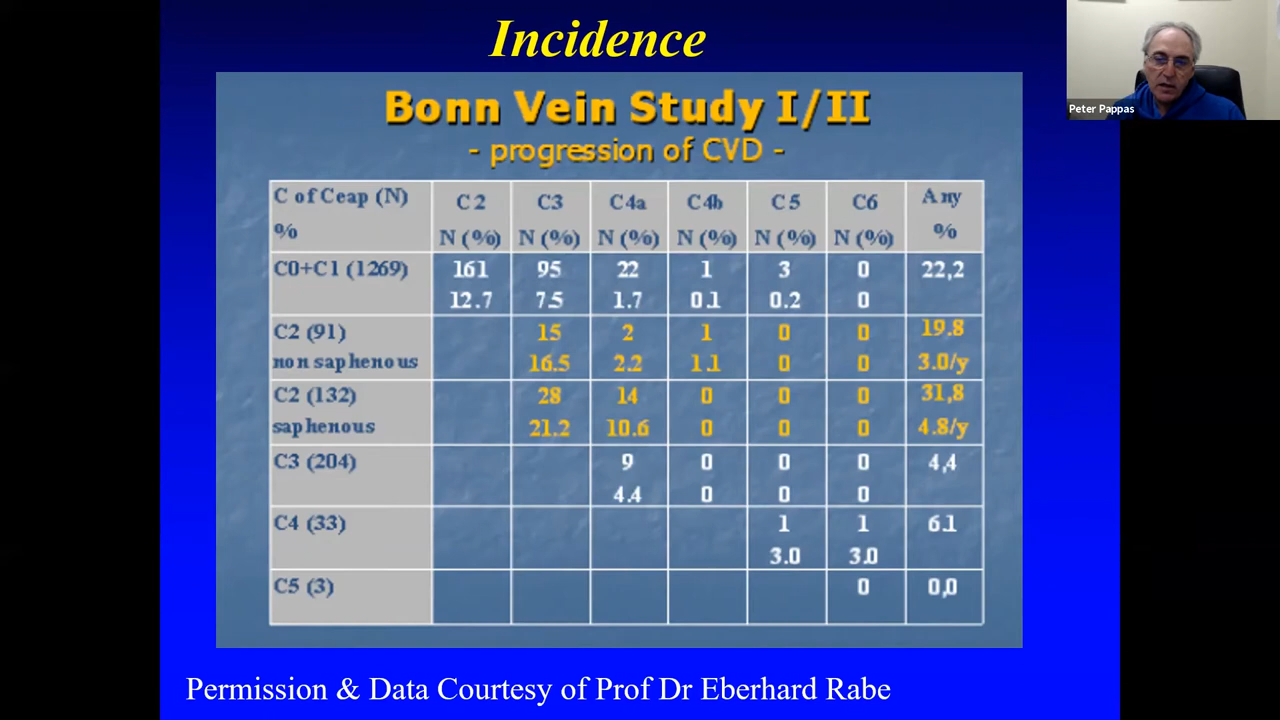 Incidence
Peter Pappas
Bonn Vein Study I/II
- progression of CVD -
C of Ceap (N) % C2 N (%) C3 N (%) C4a N (%) C4b N (%) C5 N (%) C6 N (%) Any %
C0+C1 (1269) 161 95 22 1 3 0 22,2
12.7 7.5 1.7 0.1 0.2 0
C2 (91) 15 2 1 0 0 19.8
non saphenous 16.5 2.2 1.1 0 0 3.0/y
C2 (132) 28 14 0 0 0 31,8
saphenous 21.2 10.6 0 0 0 4.8/y
C3 (204) 9 0 0 0 4,4
4.4 0 0 0
C4 (33) 1 1 6.1
3.0 3.0
C5 (3) 0 0,0
Permission & Data Courtesy of Prof Dr Eberhard Rabe